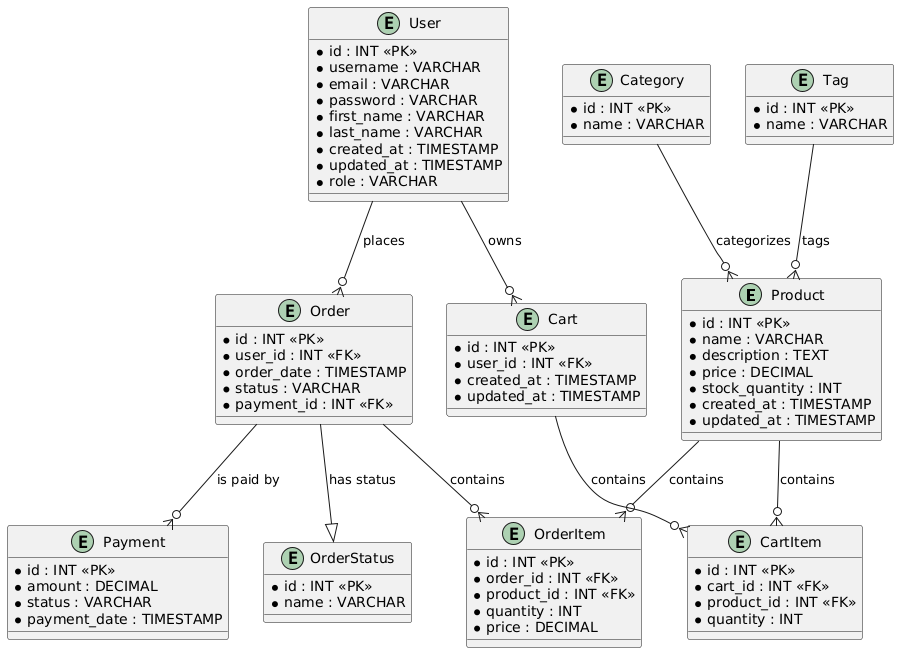 E User
id : INT «PK»
username : VARCHAR
email : VARCHAR
password : VARCHAR
first_name : VARCHAR
last_name : VARCHAR
created_at : TIMESTAMP
updated_at : TIMESTAMP
role : VARCHAR
E Category
id : INT «PK»
name : VARCHAR
E Tag
id : INT «PK»
name : VARCHAR
places
owns
categorizes
tags
E Order
id : INT «PK»
user_id : INT «FK»
order_date : TIMESTAMP
status : VARCHAR
payment_id : INT «FK»
E Cart
id : INT «PK»
user_id : INT «FK»
created_at : TIMESTAMP
updated_at : TIMESTAMP
E Product
id : INT «PK»
name : VARCHAR
description : TEXT
price : DECIMAL
stock_quantity : INT
created_at : TIMESTAMP
updated_at : TIMESTAMP
is paid by
has status
contains
contains
contains
contains
E Payment
id : INT «PK»
amount : DECIMAL
status : VARCHAR
payment_date : TIMESTAMP
E OrderStatus
id : INT «PK»
name : VARCHAR
E OrderItem
id : INT «PK»
order_id : INT «FK»
product_id : INT «FK»
quantity : INT
price : DECIMAL
E CartItem
id : INT «PK»
cart_id : INT «FK»
product_id : INT «FK»
quantity : INT